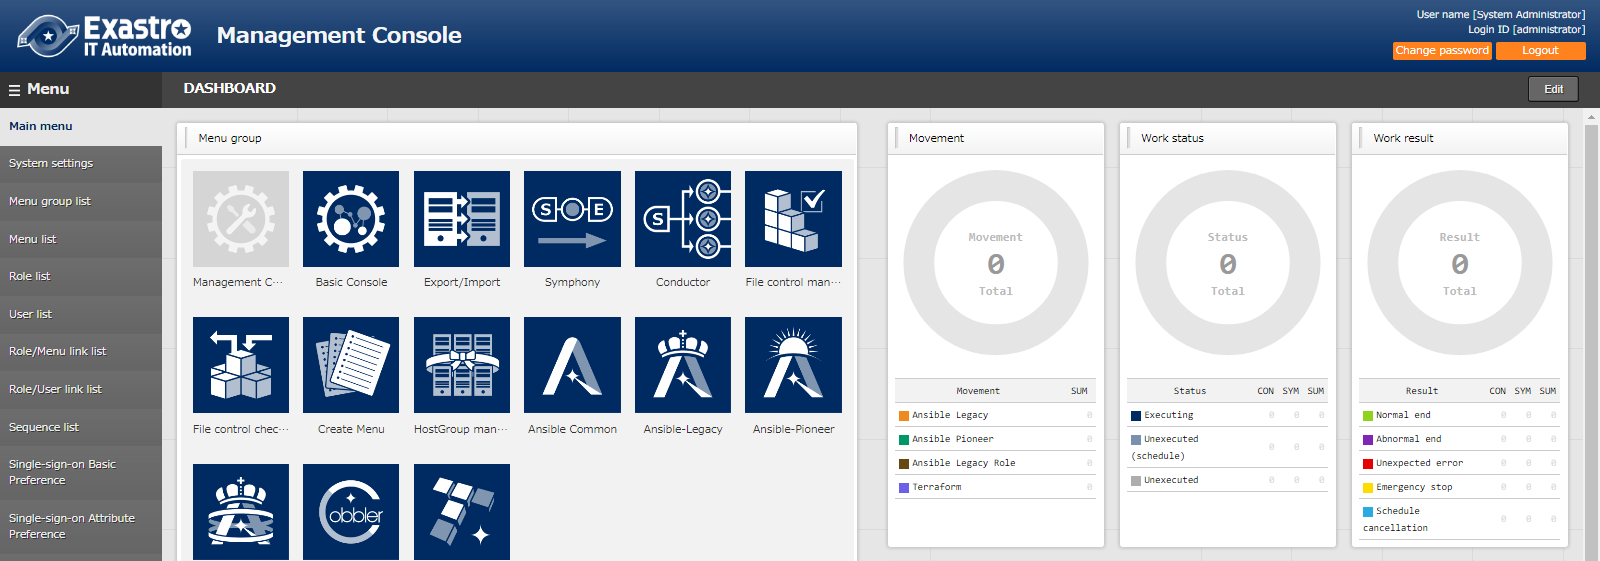 Exastro
IT Automation
Management Console
User name [System Administrator]
Login ID [administrator]
Change password
Logout
Menu
DASHBOARD
Edit
Main menu
System settings
Menu group list
Menu list
Role list
User list
Role/Menu link list
Role/User link list
Sequence list
Single-sign-on Basic
Preference
Single-sign-on Attribute
Preference
Menu group
Management C···
Basic Console
Export/Import
S E
Symphony
S
Conductor
File control man···
File control chec···
Create Menu
HostGroup man···
Ansible Common
Ansible-Legacy
Ansible-Pioneer
Cobbler
Movement
Movement
0
Total
Movement SUM
Ansible Legacy 0
Ansible Pioneer 0
Ansible Legacy Role 0
Terraform 0
Work status
Status
0
Total
Status CON SYM SUM
Executing 0 0 0
Unexecuted
(schedule) 0 0 0
Unexecuted 0 0 0
Work result
Result
0
Total
Result CON SYM SUM
Normal end 0 0 0
Abnormal end 0 0 0
Unexpected error 0 0 0
Emergency stop 0 0 0
Schedule
cancellation 0 0 0